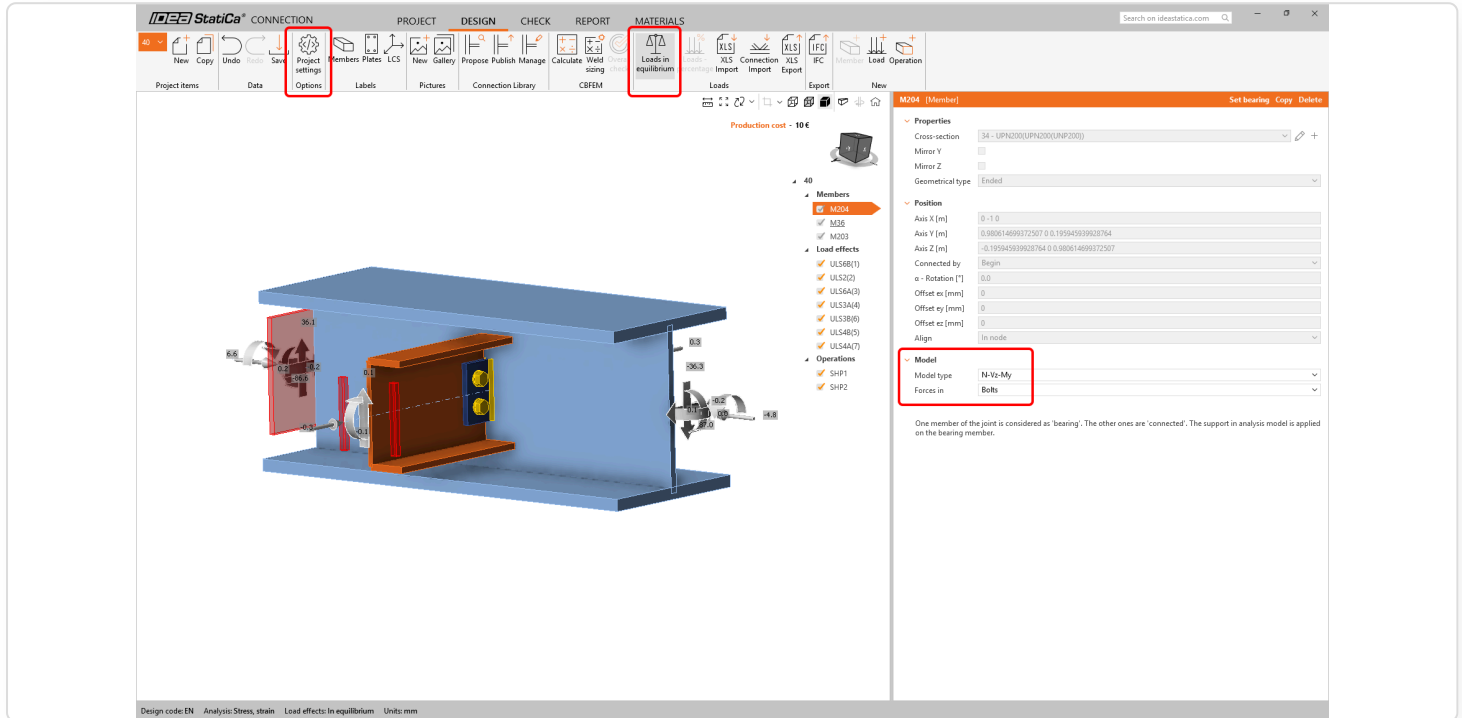 IDEA StatiCa® CONNECTION
PROJECT DESIGN CHECK REPORT MATERIALS
Search on ideastatica.com
40
New Copy Undo Redo Save Project settings Members Plates LCS New Gallery Propose Publish Manage Calculate Weld sizing Loads in equilibrium XLS Import Connection Import XLS Export IFC Member Load Operation
Project items Data Options Labels Pictures Connection Library CBFEM Loads Export New
M204 [Member] Set bearing Copy Delete
Production cost - 10 €
Properties
Cross-section 34 - UPN200(UPN200(UNP200))
Mirror Y
Mirror Z
Geometrical type Ended
Position
Axis X [m] 0 -1 0
Axis Y [m] 0.980614699372507 0 0.195945939928764
Axis Z [m] -0.195945939928764 0 0.980614699372507
Connected by Begin
α - Rotation [°] 0.0
Offset ex [mm] 0
Offset ey [mm] 0
Offset ez [mm] 0
Align In node
Model
Model type N-Vz-My
Forces in Bolts
One member of the joint is considered as 'bearing'. The other ones are 'connected'. The support in analysis model is applied
on the bearing member.
40
Members
M204
M36
M203
Load effects
ULS6B(1)
ULS2(2)
ULS6A(3)
ULS3A(4)
ULS3B(6)
ULS4B(5)
ULS4A(7)
Operations
SHP1
SHP2
36.1
6.6
0.2
-0.2
-86.6
0.1
-0.3
-0.1
0.3
-36.3
-0.2
0.1
0.0
87.0
-4.8
Design code: EN Analysis: Stress, strain Load effects: In equilibrium Units: mm